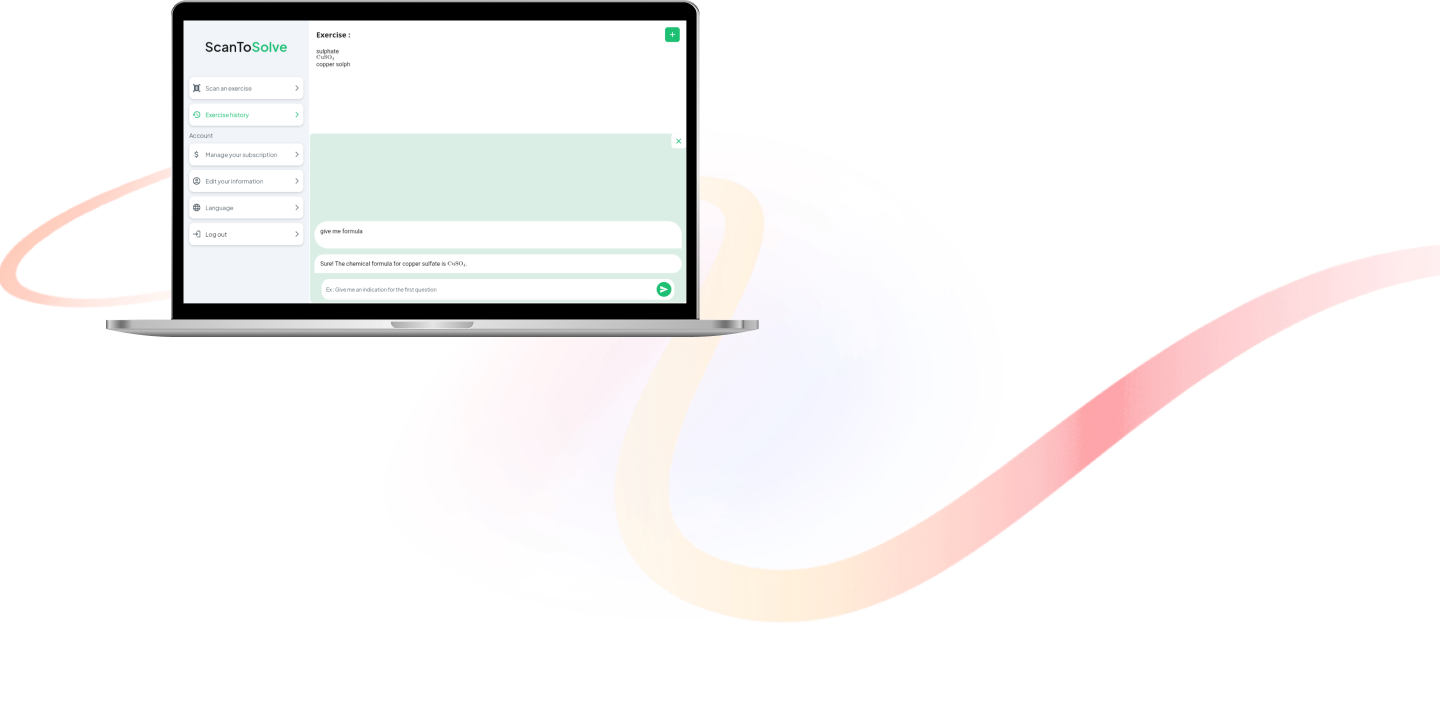 ScanToSolve
Scan an exercise
Exercise history
Account
Manage your subscription
Edit your information
Language
Log out
Exercise :
sulphate
CuSO₄
copper solph
give me formula
Sure! The chemical formula for copper sulfate is CuSO₄.
Ex : Give me an indication for the first question